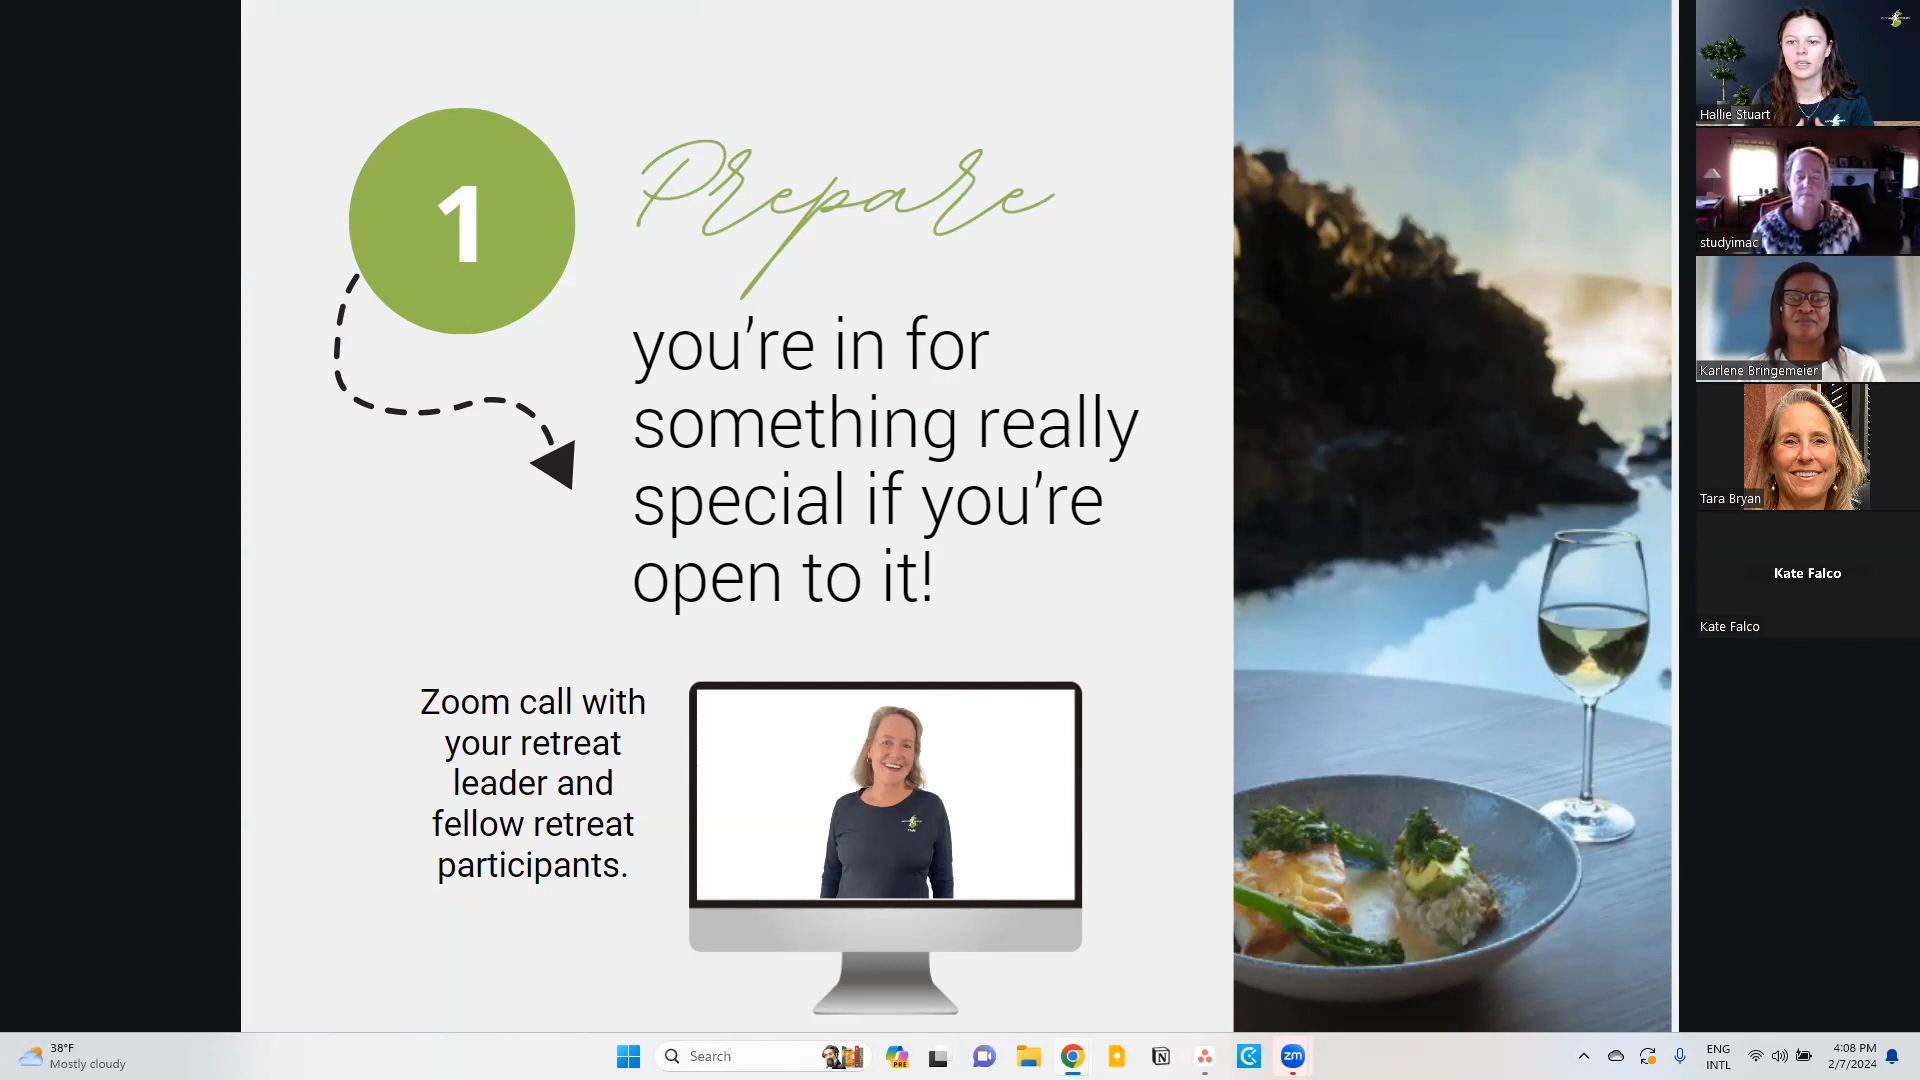 1
Prepare
you’re in for
something really
special if you’re
open to it!
Zoom call with
your retreat
leader and
fellow retreat
participants.
Hallie Stuart
studyimac
Karlene Bringemeier
Tara Bryan
Kate Falco
Kate Falco
38°F
Mostly cloudy
Search
PRE
zm
ENG
INTL
4:08 PM
2/7/2024